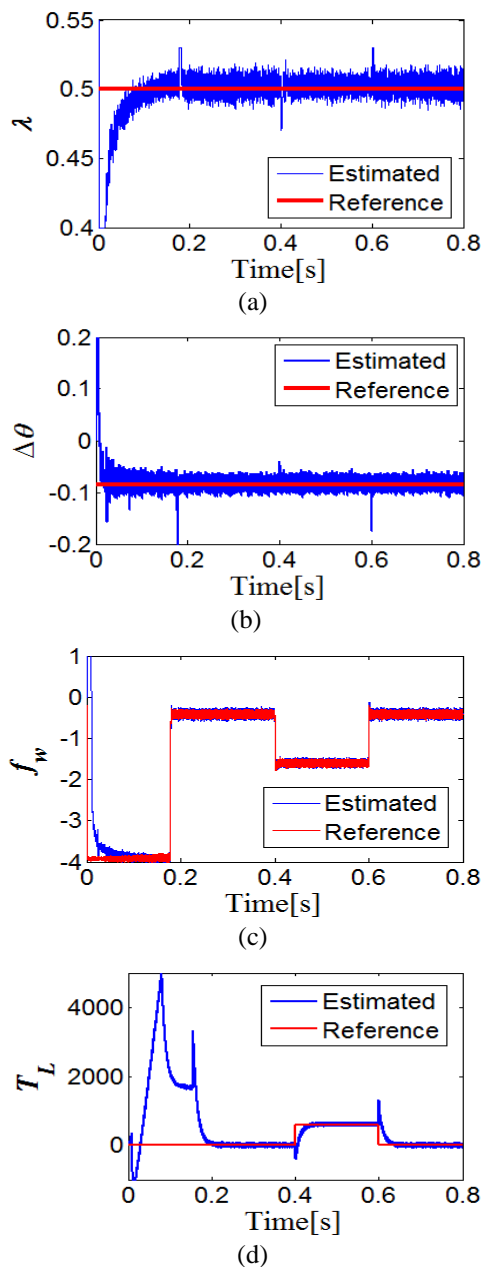 0.55
0.5
0.45
0.4
λ
Estimated
Reference
0 0.2 0.4 0.6 0.8
Time[s]
(a)
0.2
0.1
0
-0.1
-0.2
Δθ
Estimated
Reference
0 0.2 0.4 0.6 0.8
Time[s]
(b)
1
0
-1
-2
-3
-4
f_w
Estimated
Reference
0 0.2 0.4 0.6 0.8
Time[s]
(c)
4000
2000
0
T_L
Estimated
Reference
0 0.2 0.4 0.6 0.8
Time[s]
(d)